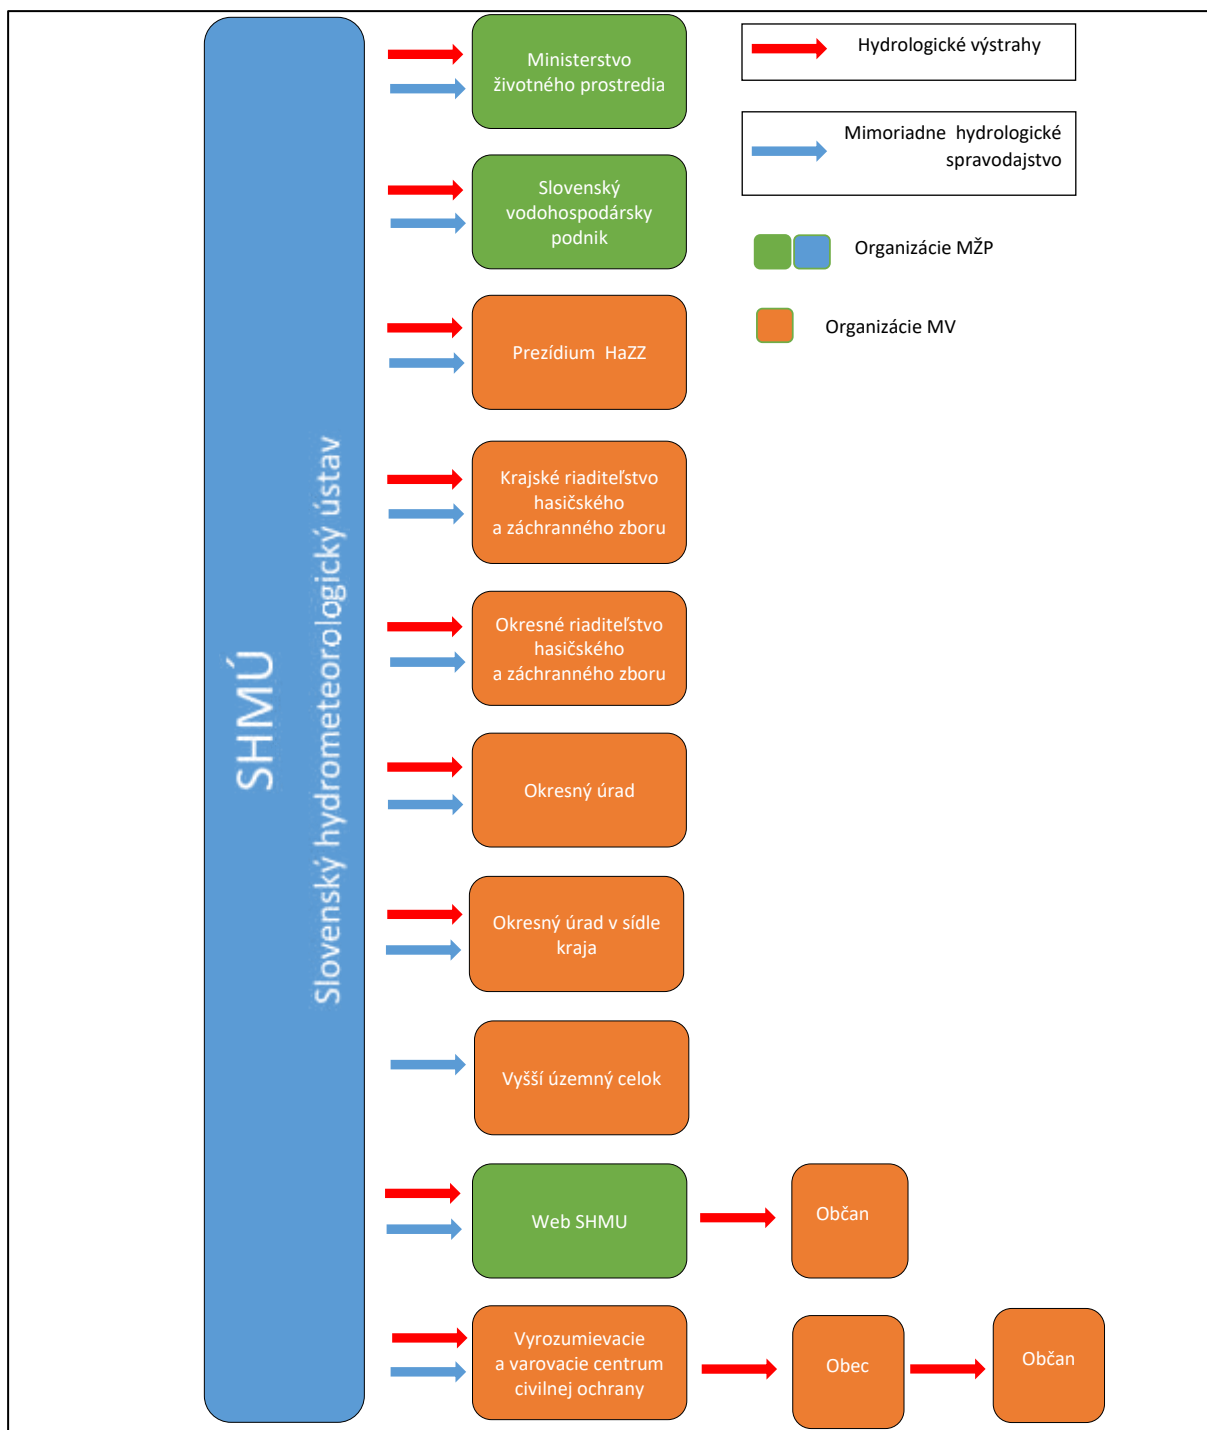 SHMÚ
Slovenský hydrometeorologický ústav
Ministerstvo
životného prostredia
Slovenský
vodohospodársky
podnik
Prezídium HaZZ
Krajské riaditeľstvo
hasičského
a záchranného zboru
Okresné riaditeľstvo
hasičského
a záchranného zboru
Okresný úrad
Okresný úrad v sídle
kraja
Vyšší územný celok
Web SHMU
Občan
Vyrozumievacie
a varovacie centrum
civilnej ochrany
Obec
Občan
Hydrologické výstrahy
Mimoriadne hydrologické
spravodajstvo
Organizácie MŽP
Organizácie MV